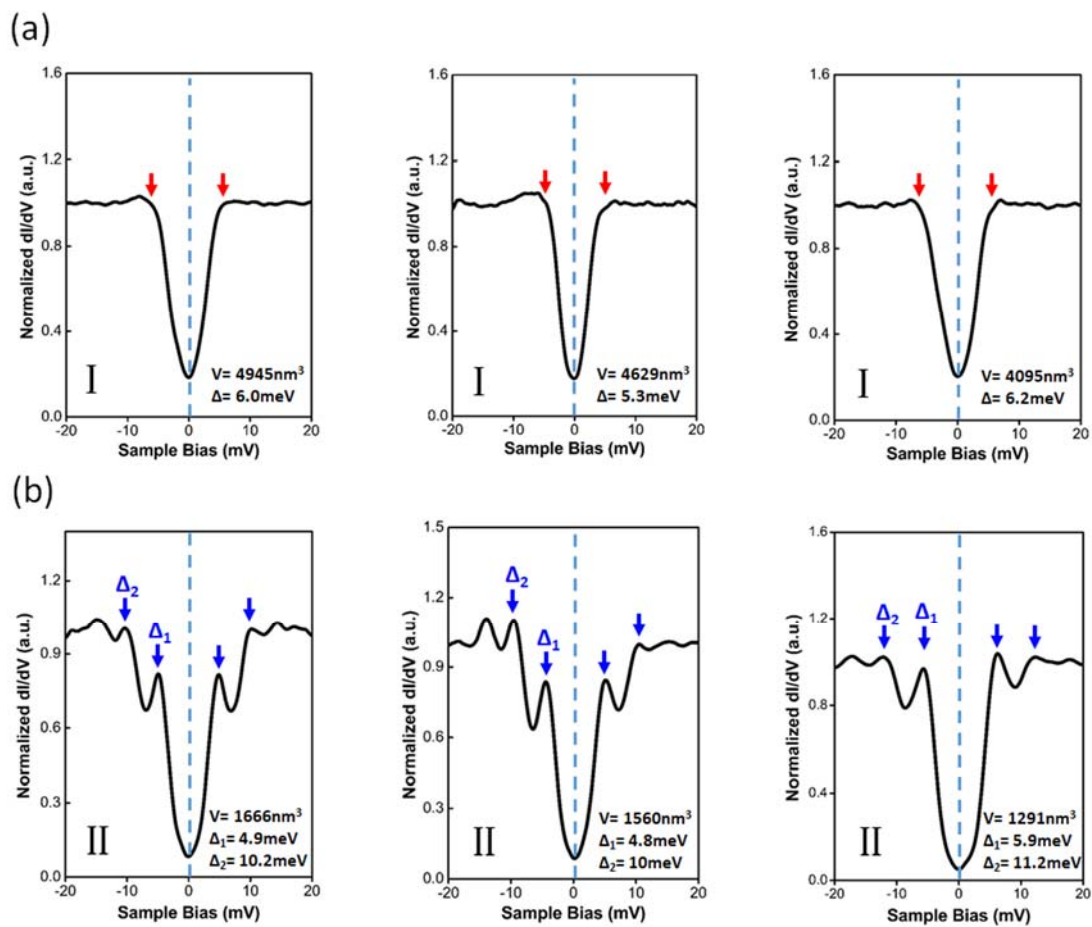 (a)
1.6
1.2
0.8
0.4
0.0
Normalized dI/dV (a.u.)
I
V= 4945nm³
Δ= 6.0meV
-20 -10 0 10 20
Sample Bias (mV)
1.6
1.2
0.8
0.4
0.0
Normalized dI/dV (a.u.)
I
V= 4629nm³
Δ= 5.3meV
-20 -10 0 10 20
Sample Bias (mV)
1.6
1.2
0.8
0.4
0.0
Normalized dI/dV (a.u.)
I
V= 4095nm³
Δ= 6.2meV
-20 -10 0 10 20
Sample Bias (mV)
(b)
1.2
0.9
0.6
0.3
0.0
Normalized dI/dV (a.u.)
Δ₂
Δ₁
II
V= 1666nm³
Δ₁= 4.9meV
Δ₂= 10.2meV
-20 -10 0 10 20
Sample Bias (mV)
1.5
1.2
0.9
0.6
0.3
0.0
Normalized dI/dV (a.u.)
Δ₂
Δ₁
II
V= 1560nm³
Δ₁= 4.8meV
Δ₂= 10meV
-20 -10 0 10 20
Sample Bias (mV)
1.6
1.2
0.8
0.4
0.0
Normalized dI/dV (a.u.)
Δ₂
Δ₁
II
V= 1291nm³
Δ₁= 5.9meV
Δ₂= 11.2meV
-20 -10 0 10 20
Sample Bias (mV)